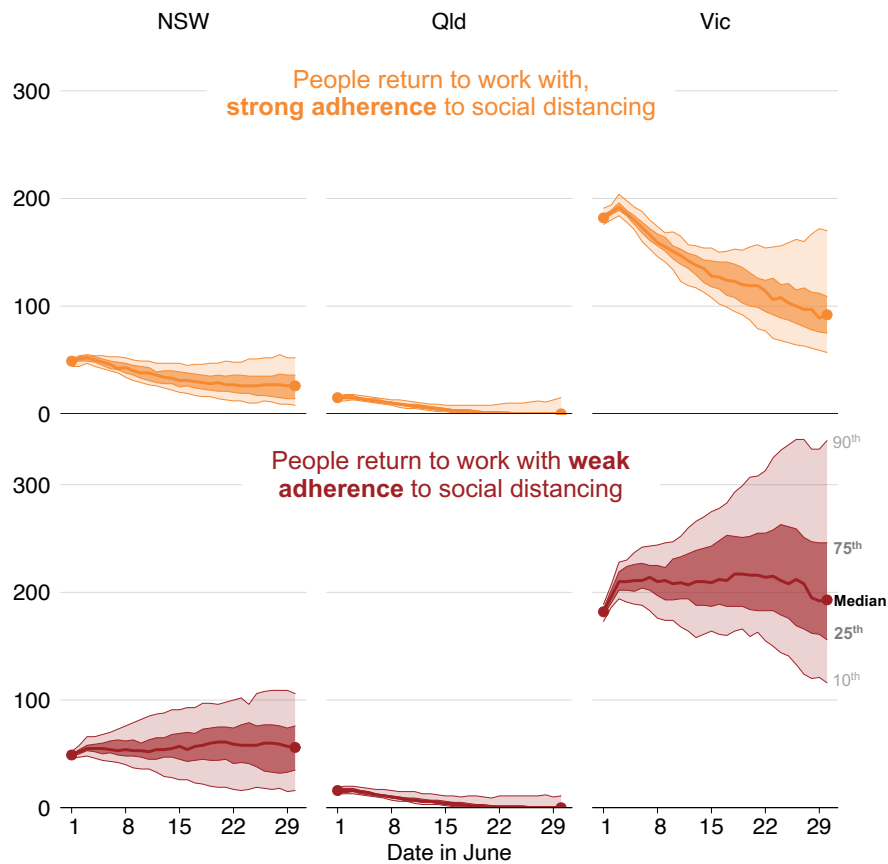 NSW Qld Vic
People return to work with,
strong adherence to social distancing
300
200
100
0
People return to work with weak
adherence to social distancing
300
200
100
0
90th
75th
Median
25th
10th
1 8 15 22 29 1 8 15 22 29 1 8 15 22 29
Date in June